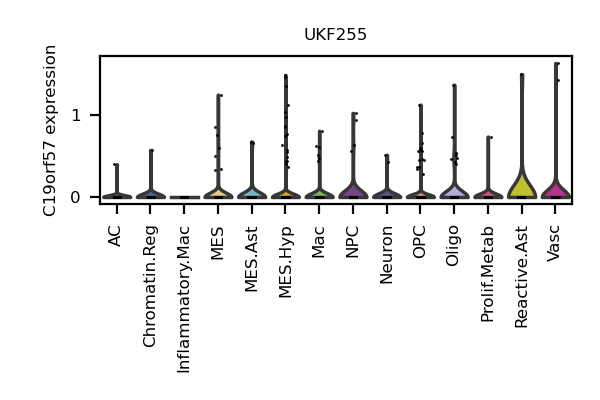 UKF255
C19orf57 expression
1
0
AC
Chromatin.Reg
Inflammatory.Mac
MES
MES.Ast
MES.Hyp
Mac
NPC
Neuron
OPC
Oligo
Prolif.Metab
Reactive.Ast
Vasc